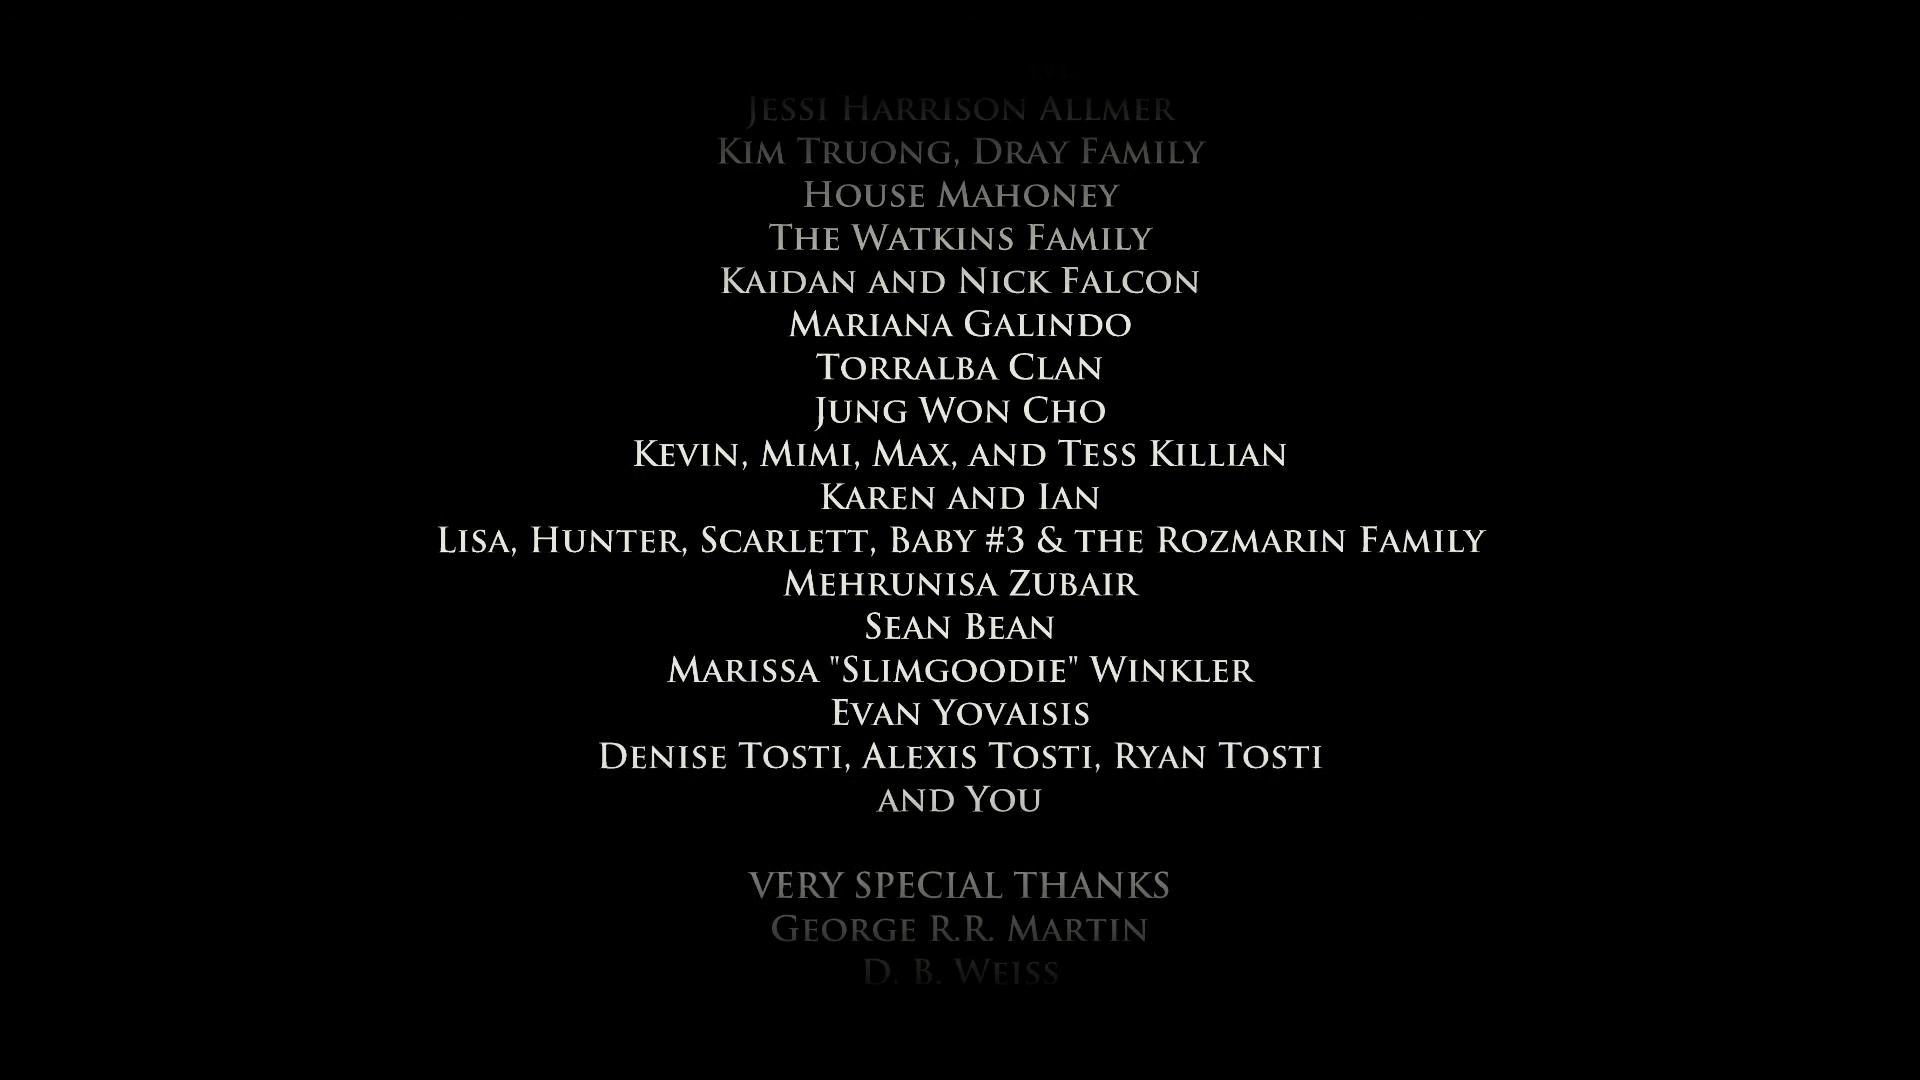 Jessi Harrison Allmer
Kim Truong, Dray Family
House Mahoney
The Watkins Family
Kaidan and Nick Falcon
Mariana Galindo
Torralba Clan
Jung Won Cho
Kevin, Mimi, Max, and Tess Killian
Karen and Ian
Lisa, Hunter, Scarlett, Baby #3 & the Rozmarin Family
Mehrunisa Zubair
Sean Bean
Marissa "Slimgoodie" Winkler
Evan Yovaisis
Denise Tosti, Alexis Tosti, Ryan Tosti
and You
VERY SPECIAL THANKS
George R.R. Martin
D. B. Weiss